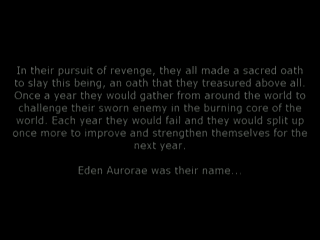 In their pursuit of revenge, they all made a sacred oath
to slay this being, an oath that they treasured above all.
Once a year they would gather from around the world to
challenge their sworn enemy in the burning core of the
world. Each year they would fail and they would split up
once more to improve and strengthen themselves for the
next year.
Eden Aurorae was their name...